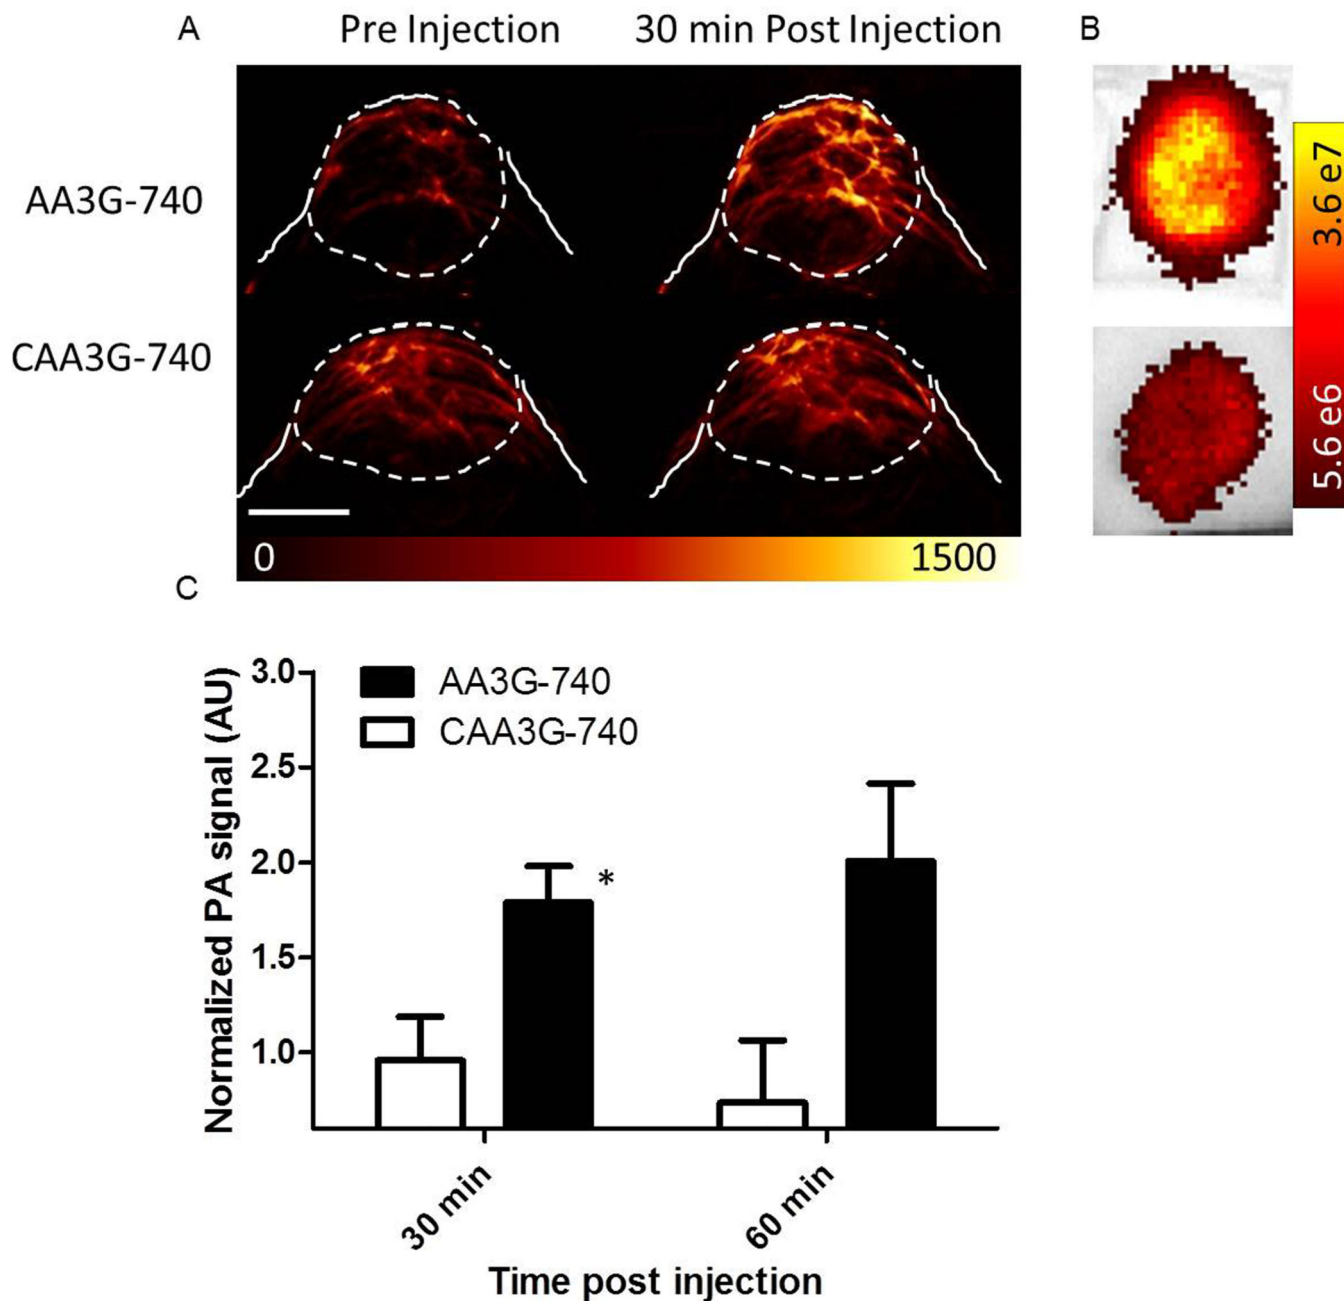 A
Pre Injection
30 min Post Injection
B
AA3G-740
CAA3G-740
3.6 e7
5.6 e6
0
1500
C
Normalized PA signal (AU)
3.0
2.5
2.0
1.5
1.0
AA3G-740
CAA3G-740
*
30 min
60 min
Time post injection